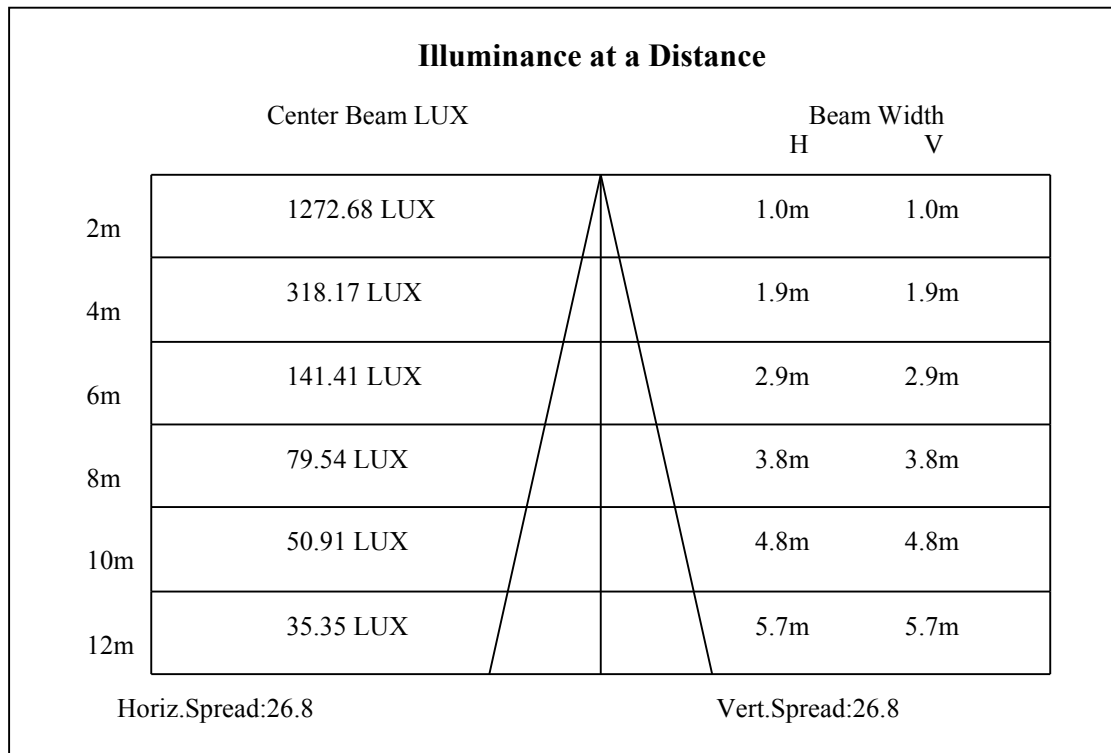 Illuminance at a Distance
Center Beam LUX Beam Width
H V
2m 1272.68 LUX 1.0m 1.0m
4m 318.17 LUX 1.9m 1.9m
6m 141.41 LUX 2.9m 2.9m
8m 79.54 LUX 3.8m 3.8m
10m 50.91 LUX 4.8m 4.8m
12m 35.35 LUX 5.7m 5.7m
Horiz.Spread:26.8 Vert.Spread:26.8